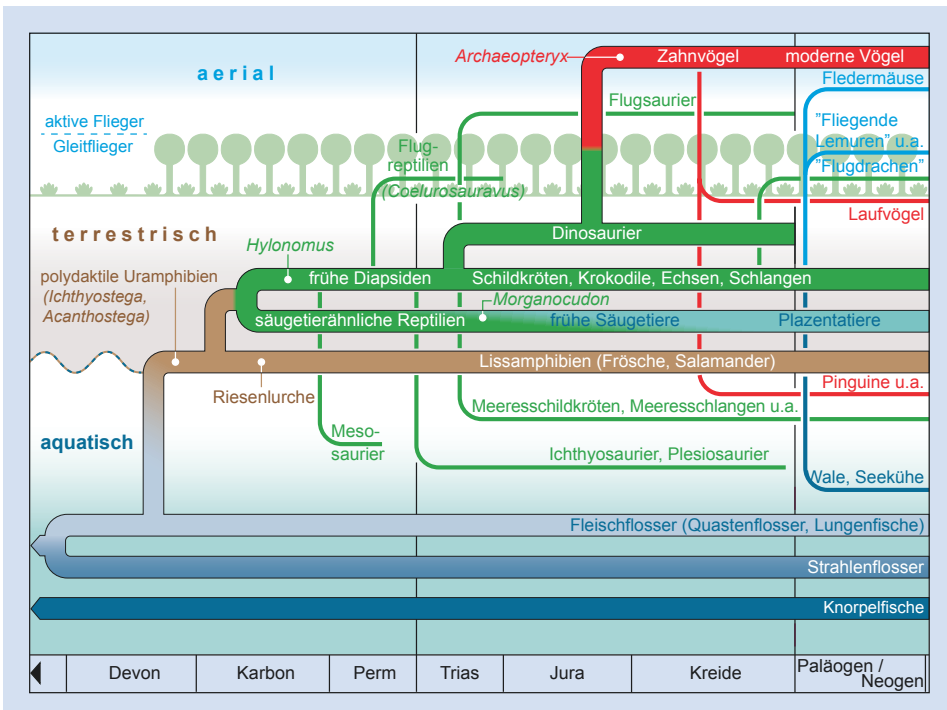 Archaeopteryx
Zahnvögel
moderne Vögel
aerial
Fledermäuse
Flugsaurier
aktive Flieger
Gleitflieger
"Fliegende
Lemuren" u.a.
"Flugdrachen"
Flug-
reptilien
(Coelurosauravus)
Laufvögel
terrestrisch
Dinosaurier
Hylonomus
polydaktile Uramphibien
(Ichthyostega,
Acanthostega)
frühe Diapsiden
Schildkröten, Krokodile, Echsen, Schlangen
Morganocudon
säugetierähnliche Reptilien
frühe Säugetiere
Plazentatiere
Lissamphibien (Frösche, Salamander)
Riesenlurche
Pinguine u.a.
Meeresschildkröten, Meeresschlangen u.a.
aquatisch
Meso-
saurier
Ichthyosaurier, Plesiosaurier
Wale, Seekühe
Fleischflosser (Quastenflosser, Lungenfische)
Strahlenflosser
Knorpelfische
Devon
Karbon
Perm
Trias
Jura
Kreide
Paläogen /
Neogen